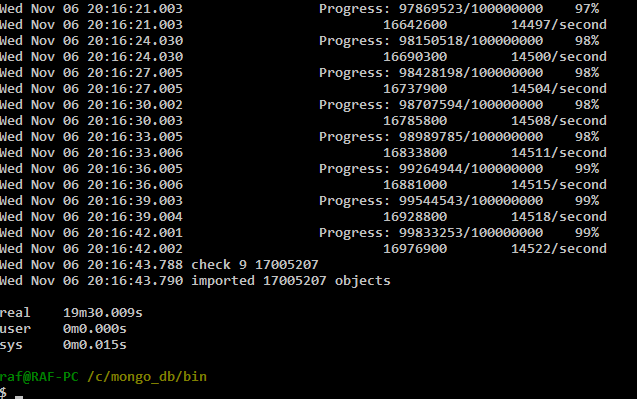 Wed Nov 06 20:16:21.003 Progress: 97869523/100000000 97%
Wed Nov 06 20:16:21.003 16642600 14497/second
Wed Nov 06 20:16:24.030 Progress: 98150518/100000000 98%
Wed Nov 06 20:16:24.030 16690300 14500/second
Wed Nov 06 20:16:27.005 Progress: 98428198/100000000 98%
Wed Nov 06 20:16:27.005 16737900 14504/second
Wed Nov 06 20:16:30.002 Progress: 98707594/100000000 98%
Wed Nov 06 20:16:30.003 16785800 14508/second
Wed Nov 06 20:16:33.005 Progress: 98989785/100000000 98%
Wed Nov 06 20:16:33.006 16833800 14511/second
Wed Nov 06 20:16:36.005 Progress: 99264944/100000000 99%
Wed Nov 06 20:16:36.006 16881000 14515/second
Wed Nov 06 20:16:39.003 Progress: 99544543/100000000 99%
Wed Nov 06 20:16:39.004 16928800 14518/second
Wed Nov 06 20:16:42.001 Progress: 99833253/100000000 99%
Wed Nov 06 20:16:42.002 16976900 14522/second
Wed Nov 06 20:16:43.788 check 9 17005207
Wed Nov 06 20:16:43.790 imported 17005207 objects
real 19m30.009s
user 0m0.000s
sys 0m0.015s
raf@RAF-PC /c/mongo_db/bin
$